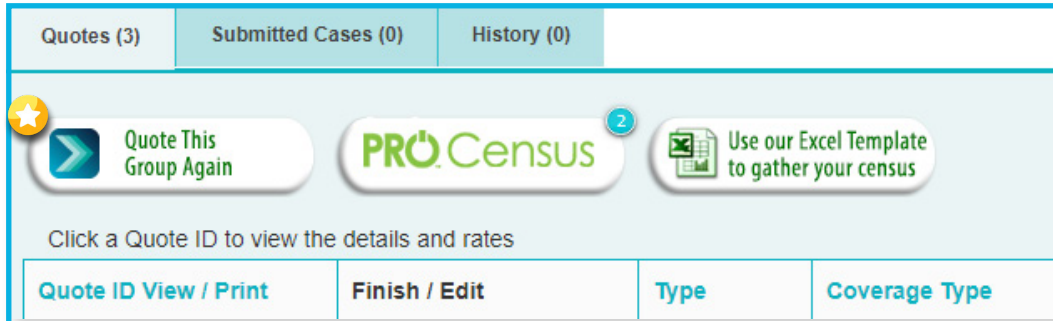 Quotes (3) Submitted Cases (0) History (0)
Quote This
Group Again
PRO Census
2
Use our Excel Template
to gather your census
Click a Quote ID to view the details and rates
Quote ID View / Print Finish / Edit Type Coverage Type